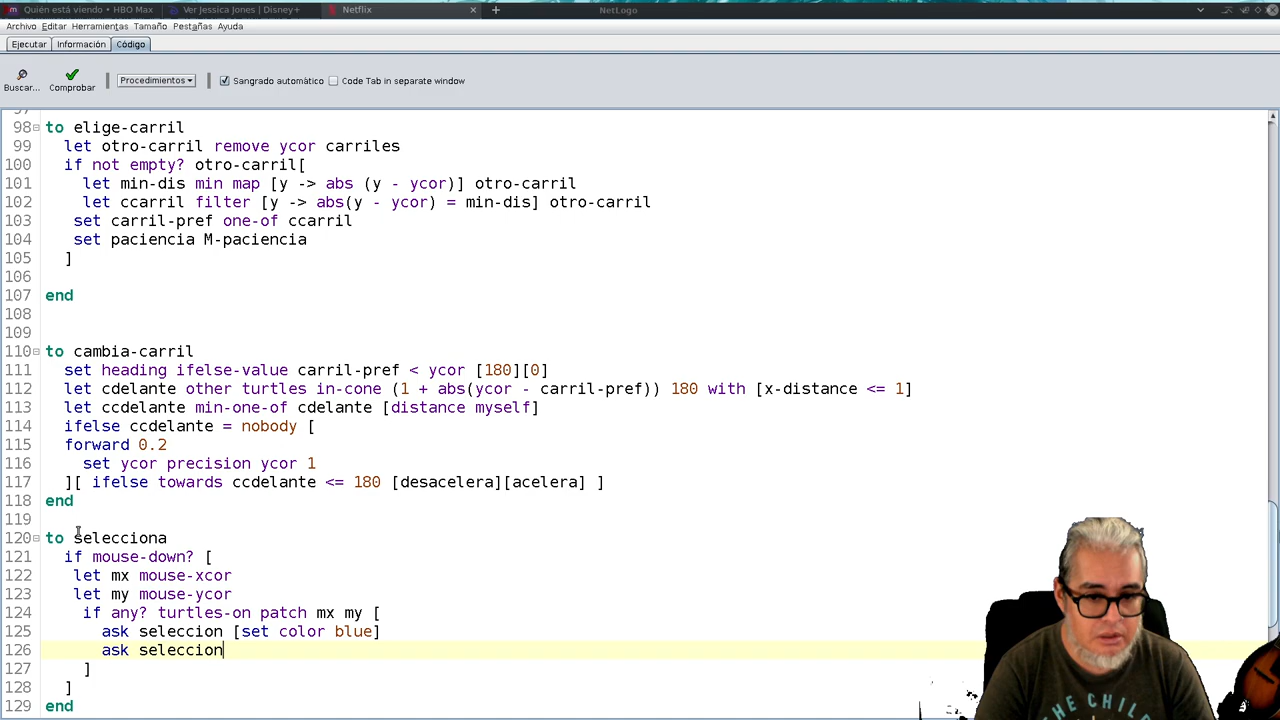 Quién está viendo • HBO Max
Ver Jessica Jones | Disney+
Netflix
NetLogo
Archivo Editar Herramientas Tamaño Pestañas Ayuda
Ejecutar Información Código
Buscar... Comprobar Procedimientos Sangrado automático Code Tab in separate window
97
98 to elige-carril
99 let otro-carril remove ycor carriles
100 if not empty? otro-carril[
101 let min-dis min map [y -> abs (y - ycor)] otro-carril
102 let ccarril filter [y -> abs(y - ycor) = min-dis] otro-carril
103 set carril-pref one-of ccarril
104 set paciencia M-paciencia
105 ]
106
107 end
108
109
110 to cambia-carril
111 set heading ifelse-value carril-pref < ycor [180][0]
112 let cdelante other turtles in-cone (1 + abs(ycor - carril-pref)) 180 with [x-distance <= 1]
113 let ccdelante min-one-of cdelante [distance myself]
114 ifelse ccdelante = nobody [
115 forward 0.2
116 set ycor precision ycor 1
117 ][ ifelse towards ccdelante <= 180 [desacelera][acelera] ]
118 end
119
120 to selecciona
121 if mouse-down? [
122 let mx mouse-xcor
123 let my mouse-ycor
124 if any? turtles-on patch mx my [
125 ask seleccion [set color blue]
126 ask seleccion
127 ]
128 ]
129 end
THE CHILD